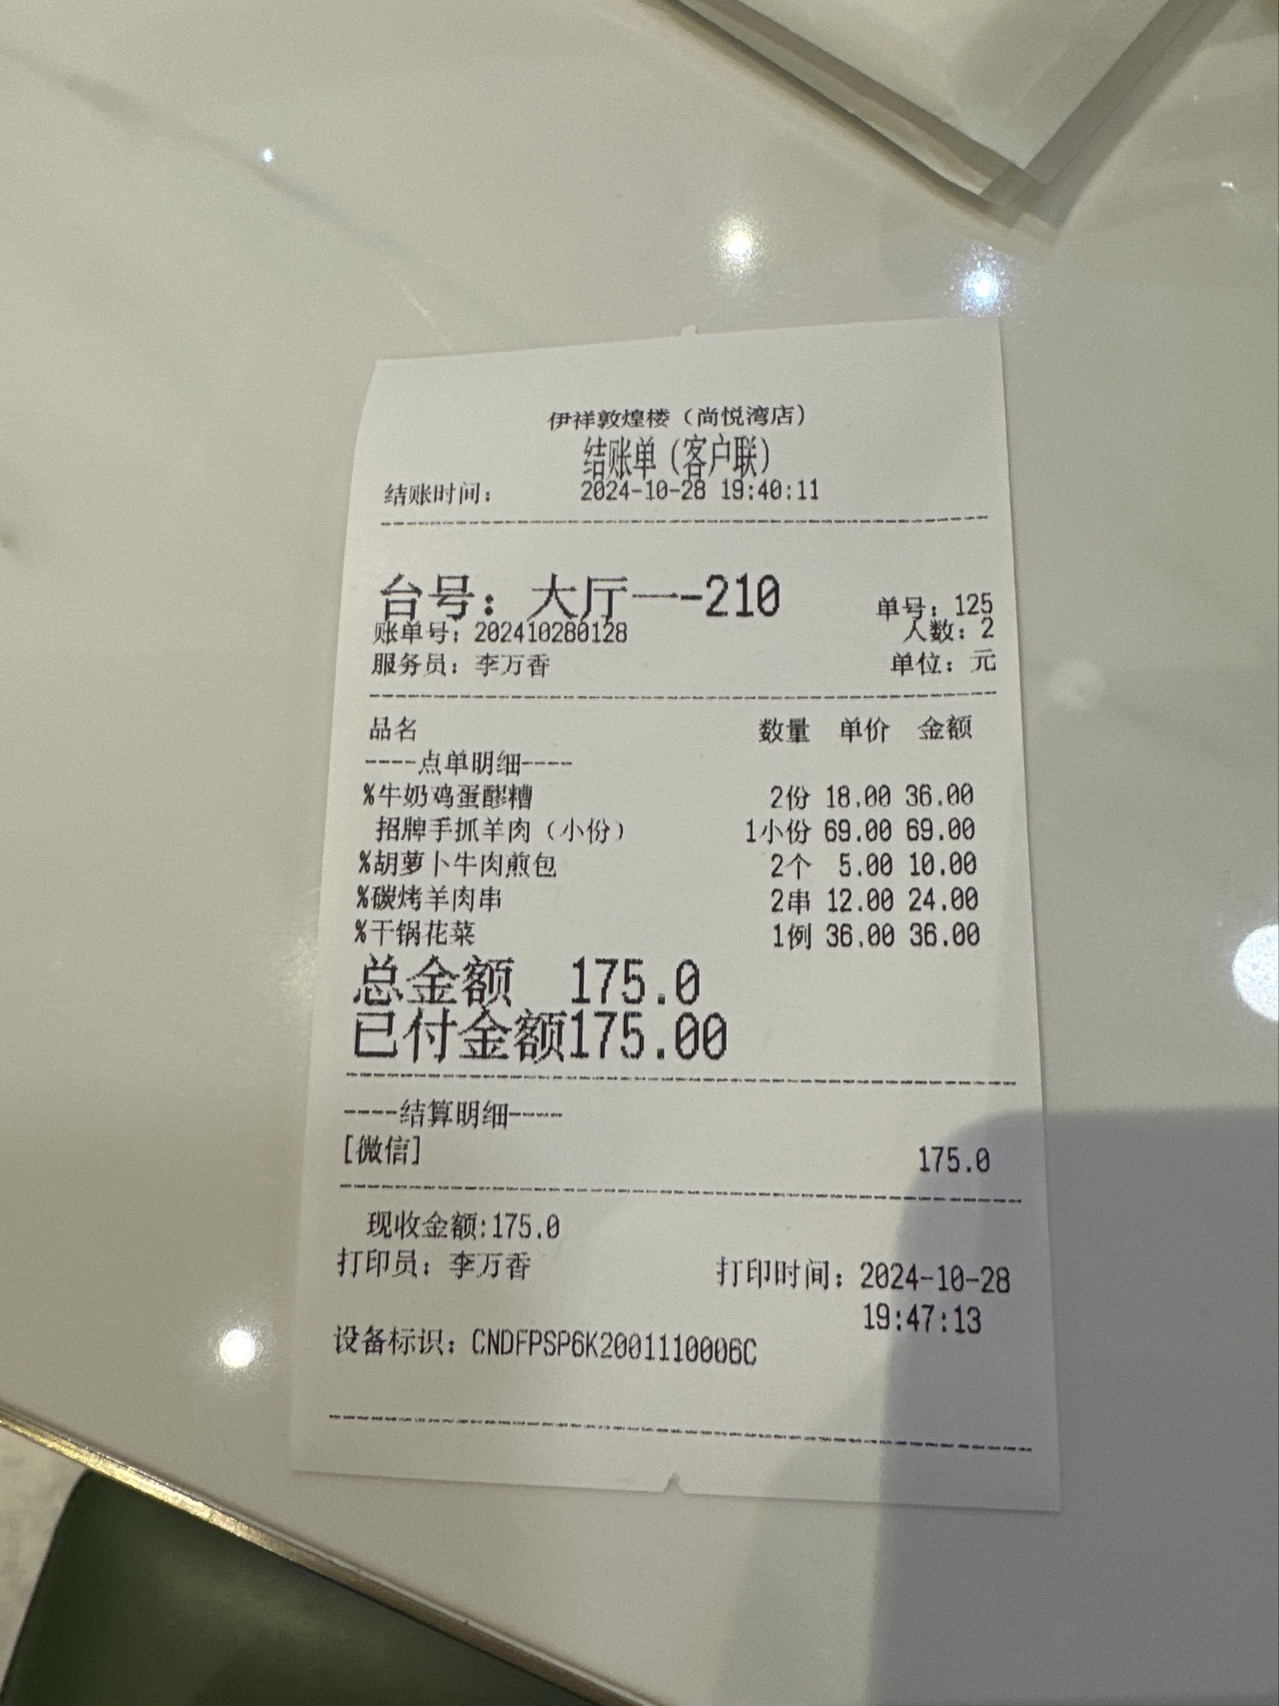 伊祥敦煌楼（尚悦湾店）
结账单（客户联）
结账时间： 2024-10-28 19:40:11
台号：大厅一-210 单号：125
账单号：202410280128 人数：2
服务员：李万香 单位：元
品名 数量 单价 金额
----点单明细----
%牛奶鸡蛋醪糟 2份 18.00 36.00
招牌手抓羊肉（小份） 1小份 69.00 69.00
%胡萝卜牛肉煎包 2个 5.00 10.00
%碳烤羊肉串 2串 12.00 24.00
%干锅花菜 1例 36.00 36.00
总金额 175.0
已付金额175.00
----结算明细----
[微信] 175.0
现收金额:175.0
打印员：李万香 打印时间：2024-10-28
19:47:13
设备标识：CNDFPSP6K2001110006C